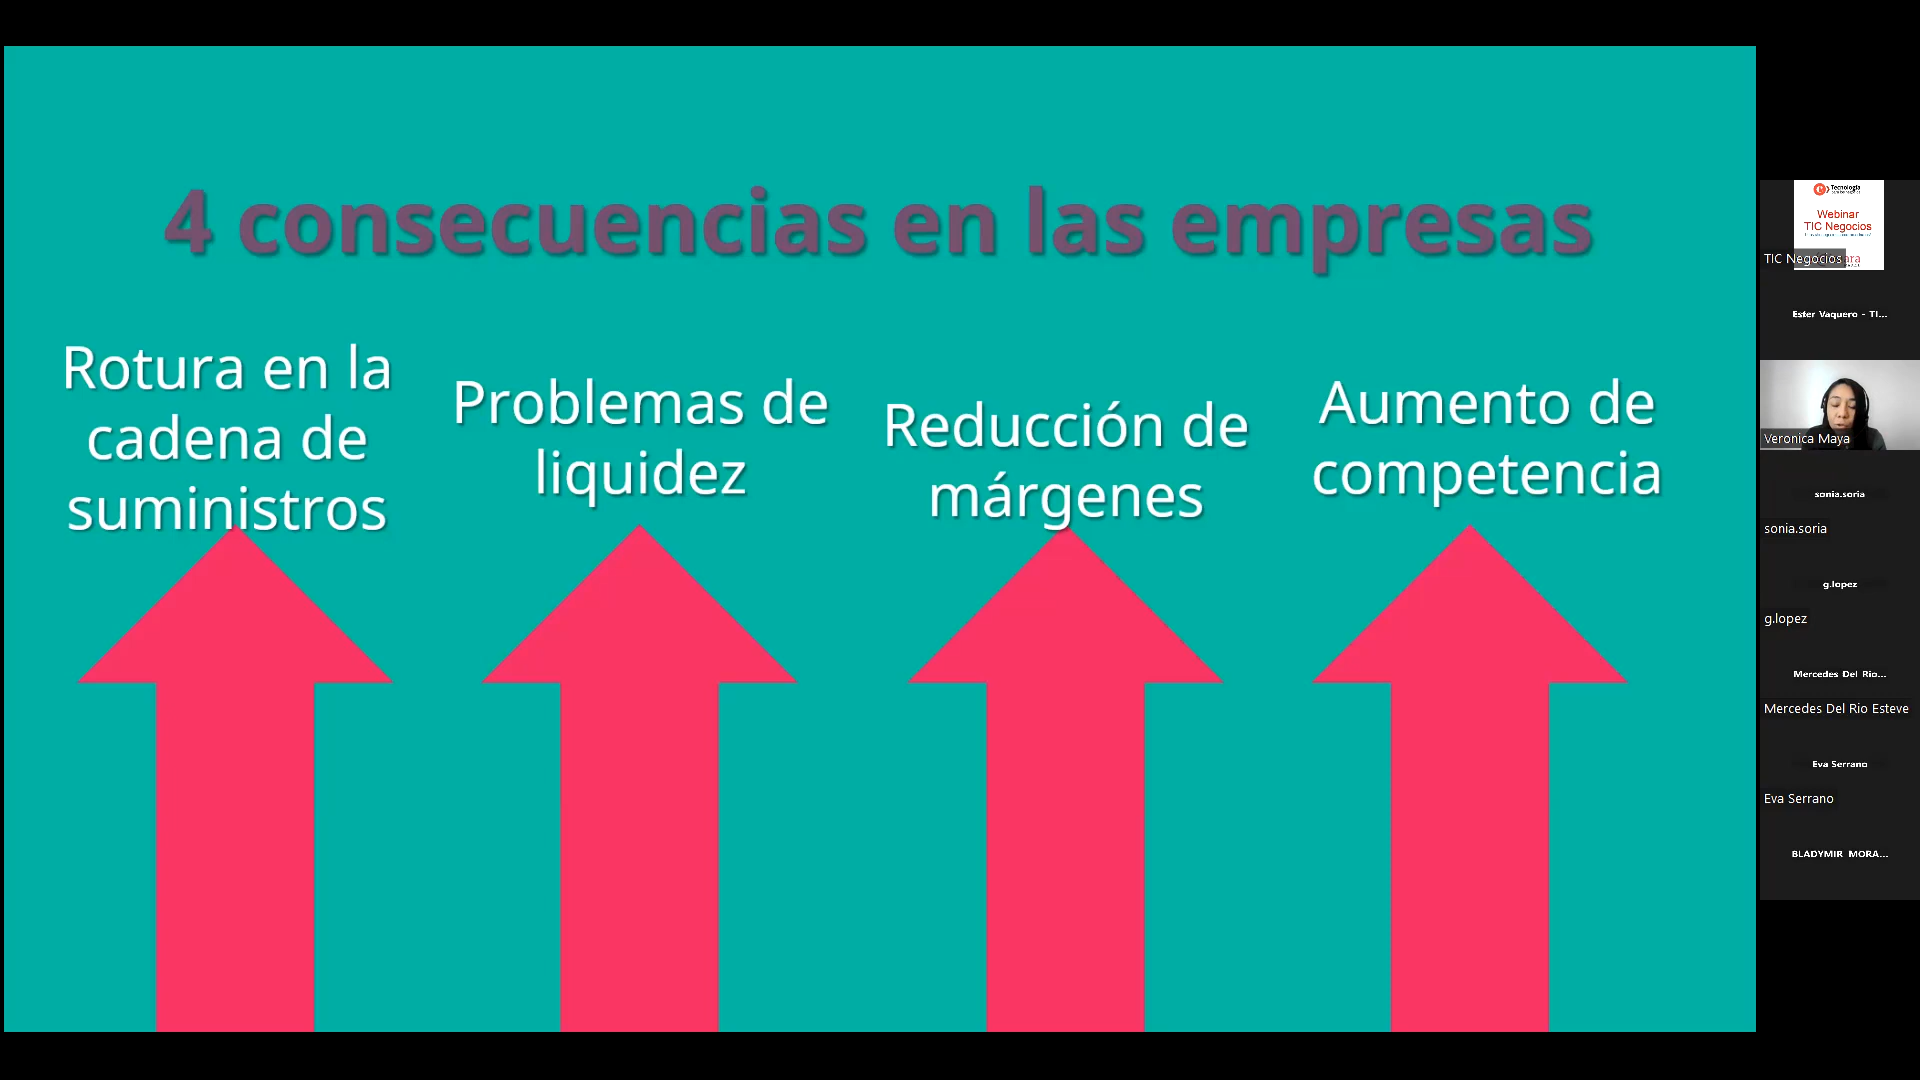 4 consecuencias en las empresas
Rotura en la
cadena de
suministros
Problemas de
liquidez
Reducción de
márgenes
Aumento de
competencia
Tecnología
Webinar
TIC Negocios
TIC Negocios
Ester Vaquero - TI...
Veronica Maya
sonia.soria
sonia.soria
g.lopez
g.lopez
Mercedes Del Rio...
Mercedes Del Rio Esteve
Eva Serrano
Eva Serrano
BLADYMIR MORA...